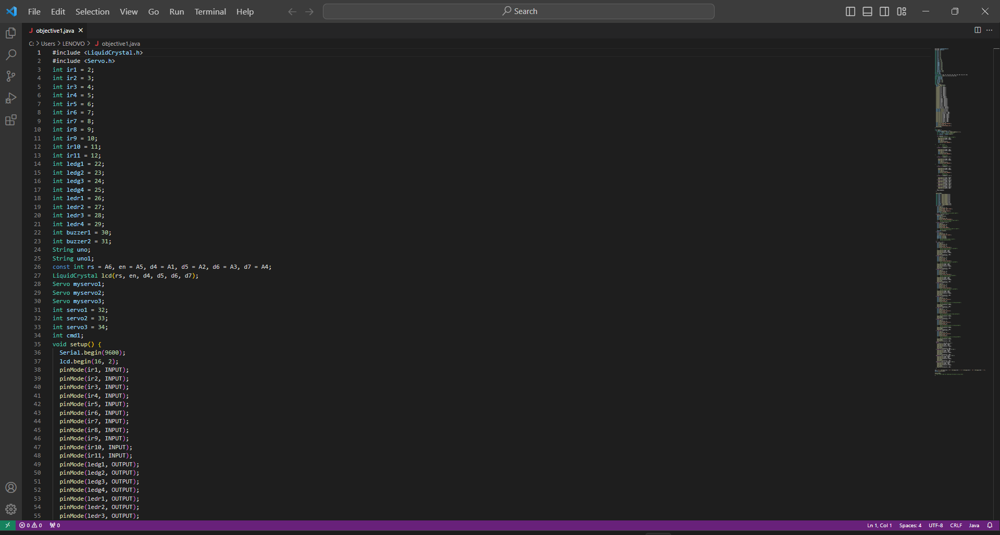 File Edit Selection View Go Run Terminal Help
Search
objective1.java
C: > Users > LENOVO > objective1.java
1 #include <LiquidCrystal.h>
2 #include <Servo.h>
3 int ir1 = 2;
4 int ir2 = 3;
5 int ir3 = 4;
6 int ir4 = 5;
7 int ir5 = 6;
8 int ir6 = 7;
9 int ir7 = 8;
10 int ir8 = 9;
11 int ir9 = 10;
12 int ir10 = 11;
13 int ir11 = 12;
14 int ledg1 = 22;
15 int ledg2 = 23;
16 int ledg3 = 24;
17 int ledg4 = 25;
18 int ledr1 = 26;
19 int ledr2 = 27;
20 int ledr3 = 28;
21 int ledr4 = 29;
22 int buzzer1 = 30;
23 int buzzer2 = 31;
24 String uno;
25 String uno1;
26 const int rs = A6, en = A5, d4 = A1, d5 = A2, d6 = A3, d7 = A4;
27 LiquidCrystal lcd(rs, en, d4, d5, d6, d7);
28 Servo myservo1;
29 Servo myservo2;
30 Servo myservo3;
31 int servo1 = 32;
32 int servo2 = 33;
33 int servo3 = 34;
34 int cmd1;
35 void setup() {
36 Serial.begin(9600);
37 lcd.begin(16, 2);
38 pinMode(ir1, INPUT);
39 pinMode(ir2, INPUT);
40 pinMode(ir3, INPUT);
41 pinMode(ir4, INPUT);
42 pinMode(ir5, INPUT);
43 pinMode(ir6, INPUT);
44 pinMode(ir7, INPUT);
45 pinMode(ir8, INPUT);
46 pinMode(ir9, INPUT);
47 pinMode(ir10, INPUT);
48 pinMode(ir11, INPUT);
49 pinMode(ledg1, OUTPUT);
50 pinMode(ledg2, OUTPUT);
51 pinMode(ledg3, OUTPUT);
52 pinMode(ledg4, OUTPUT);
53 pinMode(ledr1, OUTPUT);
54 pinMode(ledr2, OUTPUT);
55 pinMode(ledr3, OUTPUT);
0 0 0 Ln 1, Col 1 Spaces: 4 UTF-8 CRLF Java